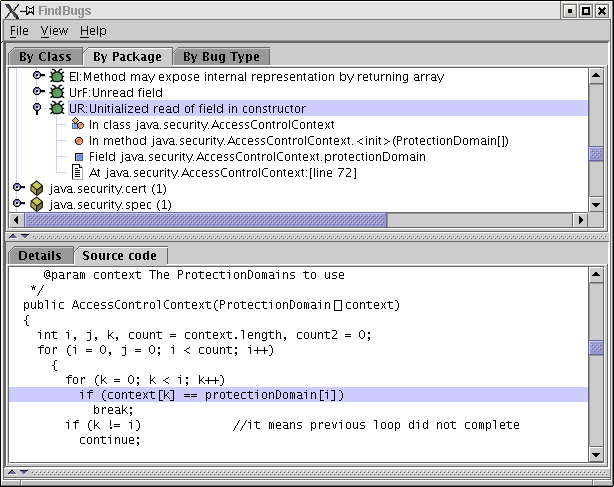 FindBugs
File View Help
By Class By Package By Bug Type
EI:Method may expose internal representation by returning array
UrF:Unread field
UR:Unitialized read of field in constructor
In class java.security.AccessControlContext
In method java.security.AccessControlContext.<init>(ProtectionDomain[])
Field java.security.AccessControlContext.protectionDomain
At java.security.AccessControlContext:[line 72]
java.security.cert (1)
java.security.spec (1)
Details Source code
@param context The ProtectionDomains to use
*/
public AccessControlContext(ProtectionDomain[]context)
{
int i, j, k, count = context.length, count2 = 0;
for (i = 0, j = 0; i < count; i++)
{
for (k = 0; k < i; k++)
if (context[k] == protectionDomain[i])
break;
if (k != i) //it means previous loop did not complete
continue;